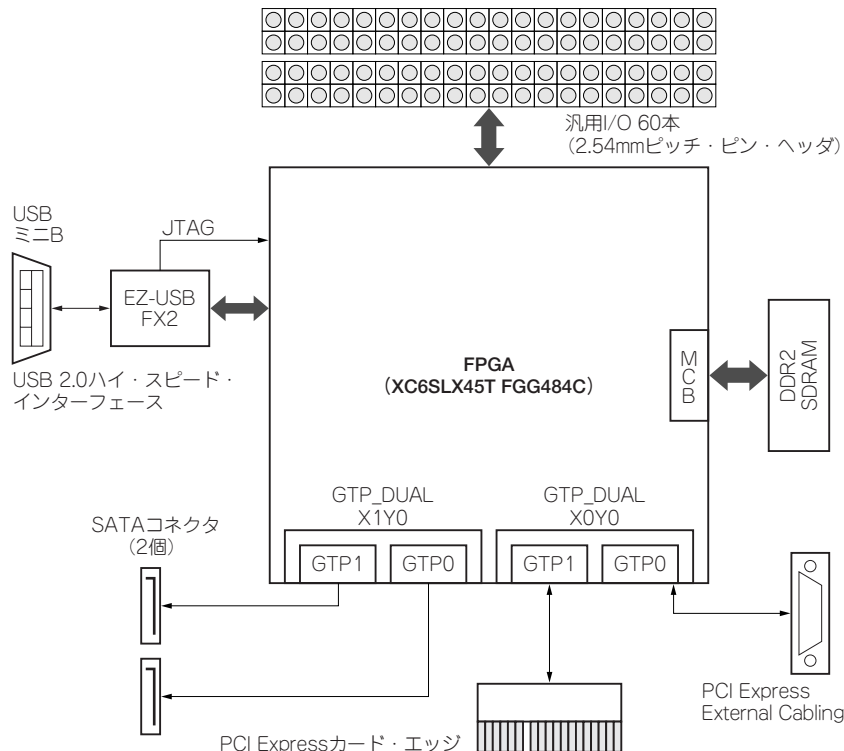 汎用I/O 60本
（2.54mmピッチ・ピン・ヘッダ）
USB
ミニB
JTAG
EZ-USB
FX2
USB 2.0ハイ・スピード・
インターフェース
FPGA
（XC6SLX45T FGG484C）
MCB
DDR2
SDRAM
GTP_DUAL
X1Y0
GTP_DUAL
X0Y0
GTP1
GTP0
GTP1
GTP0
SATAコネクタ
（2個）
PCI Express
External Cabling
PCI Expressカード・エッジ